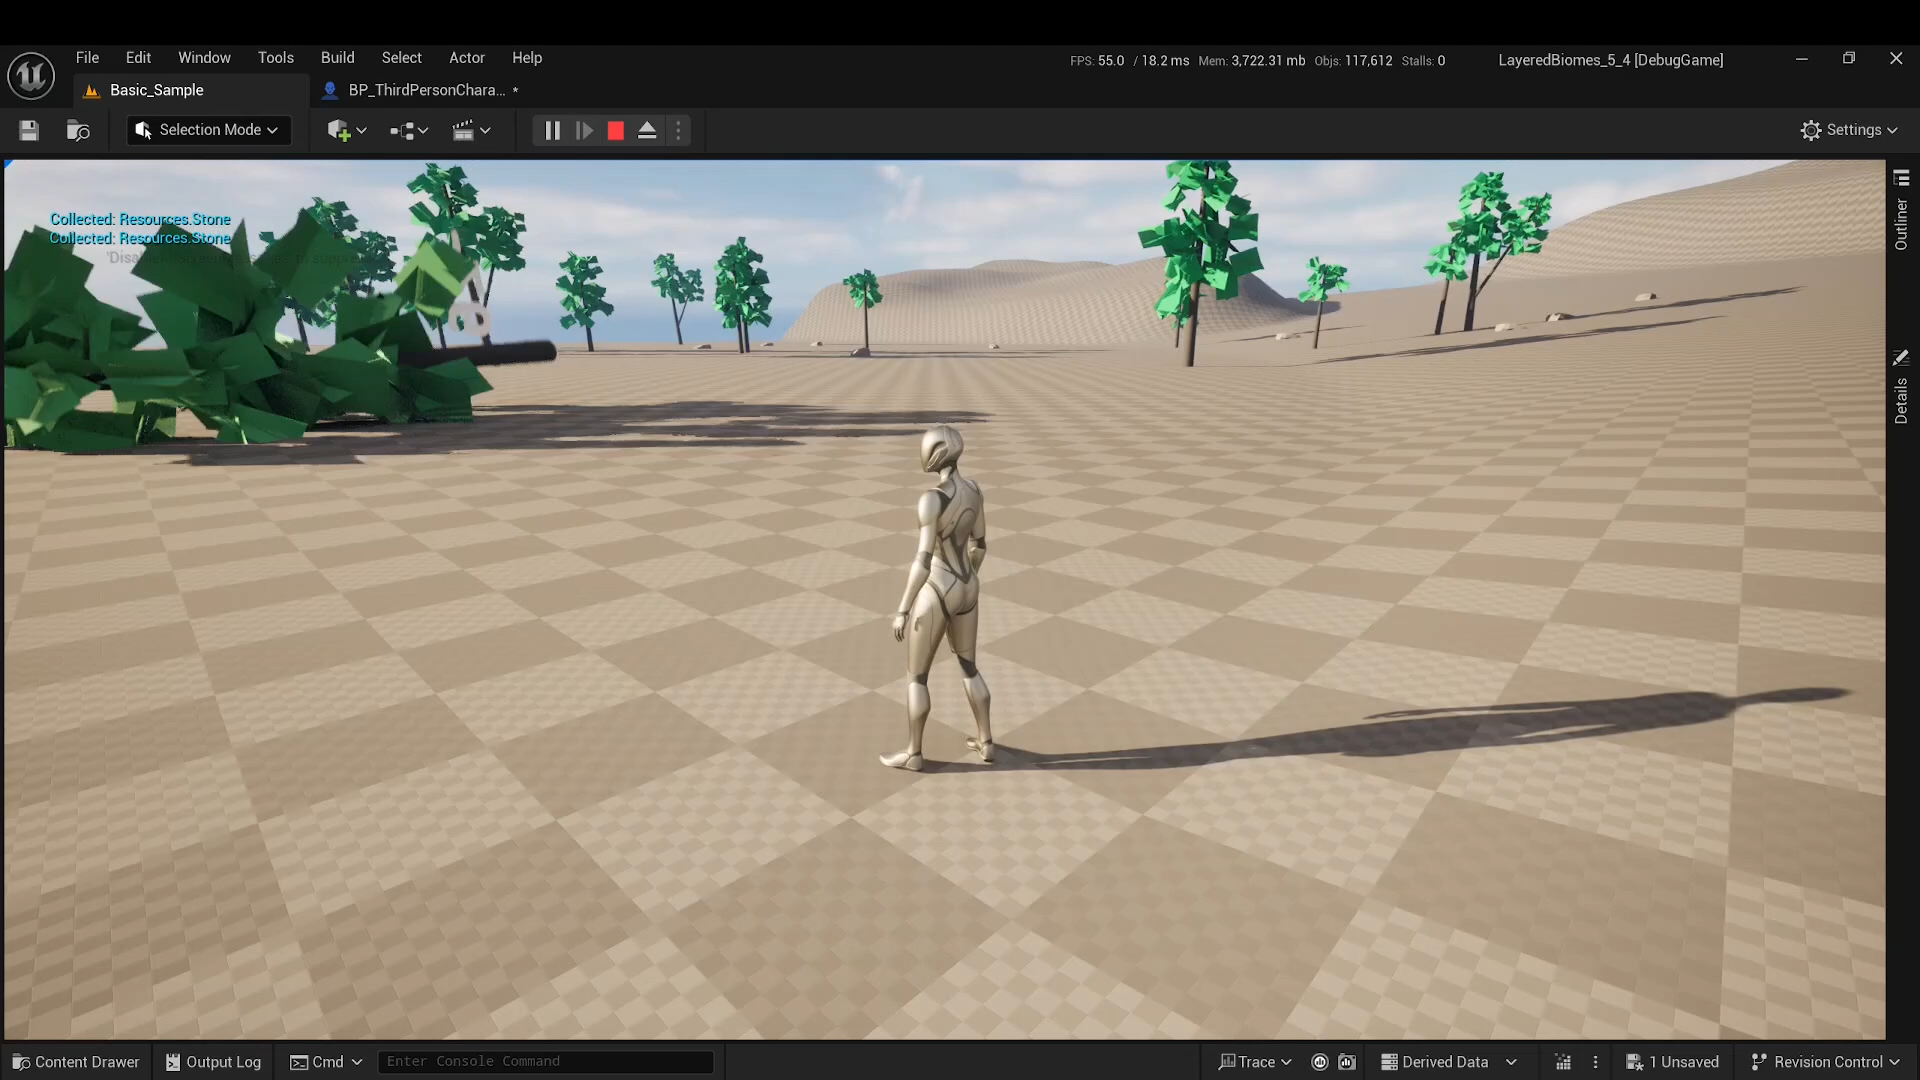 File Edit Window Tools Build Select Actor Help
FPS: 55.0 / 18.2 ms Mem: 3,722.31 mb Objs: 117,612 Stalls: 0
LayeredBiomes_5_4 [DebugGame]
Basic_Sample
BP_ThirdPersonChara... •
Selection Mode
Settings
Collected: Resources.Stone
Collected: Resources.Stone
Outliner
Details
Content Drawer
Output Log
Cmd
Enter Console Command
Trace
Derived Data
1 Unsaved
Revision Control